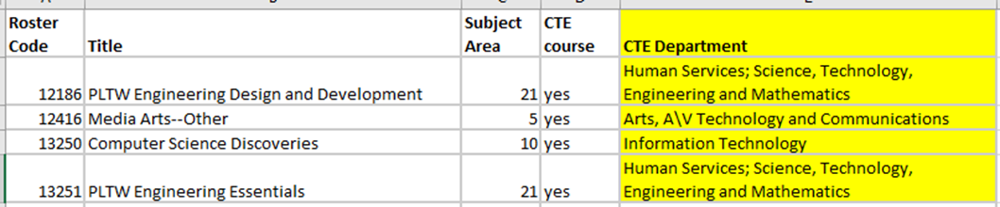 Roster Code Title Subject Area CTE course CTE Department
12186 PLTW Engineering Design and Development 21 yes Human Services; Science, Technology, Engineering and Mathematics
12416 Media Arts--Other 5 yes Arts, A\V Technology and Communications
13250 Computer Science Discoveries 10 yes Information Technology
13251 PLTW Engineering Essentials 21 yes Human Services; Science, Technology, Engineering and Mathematics